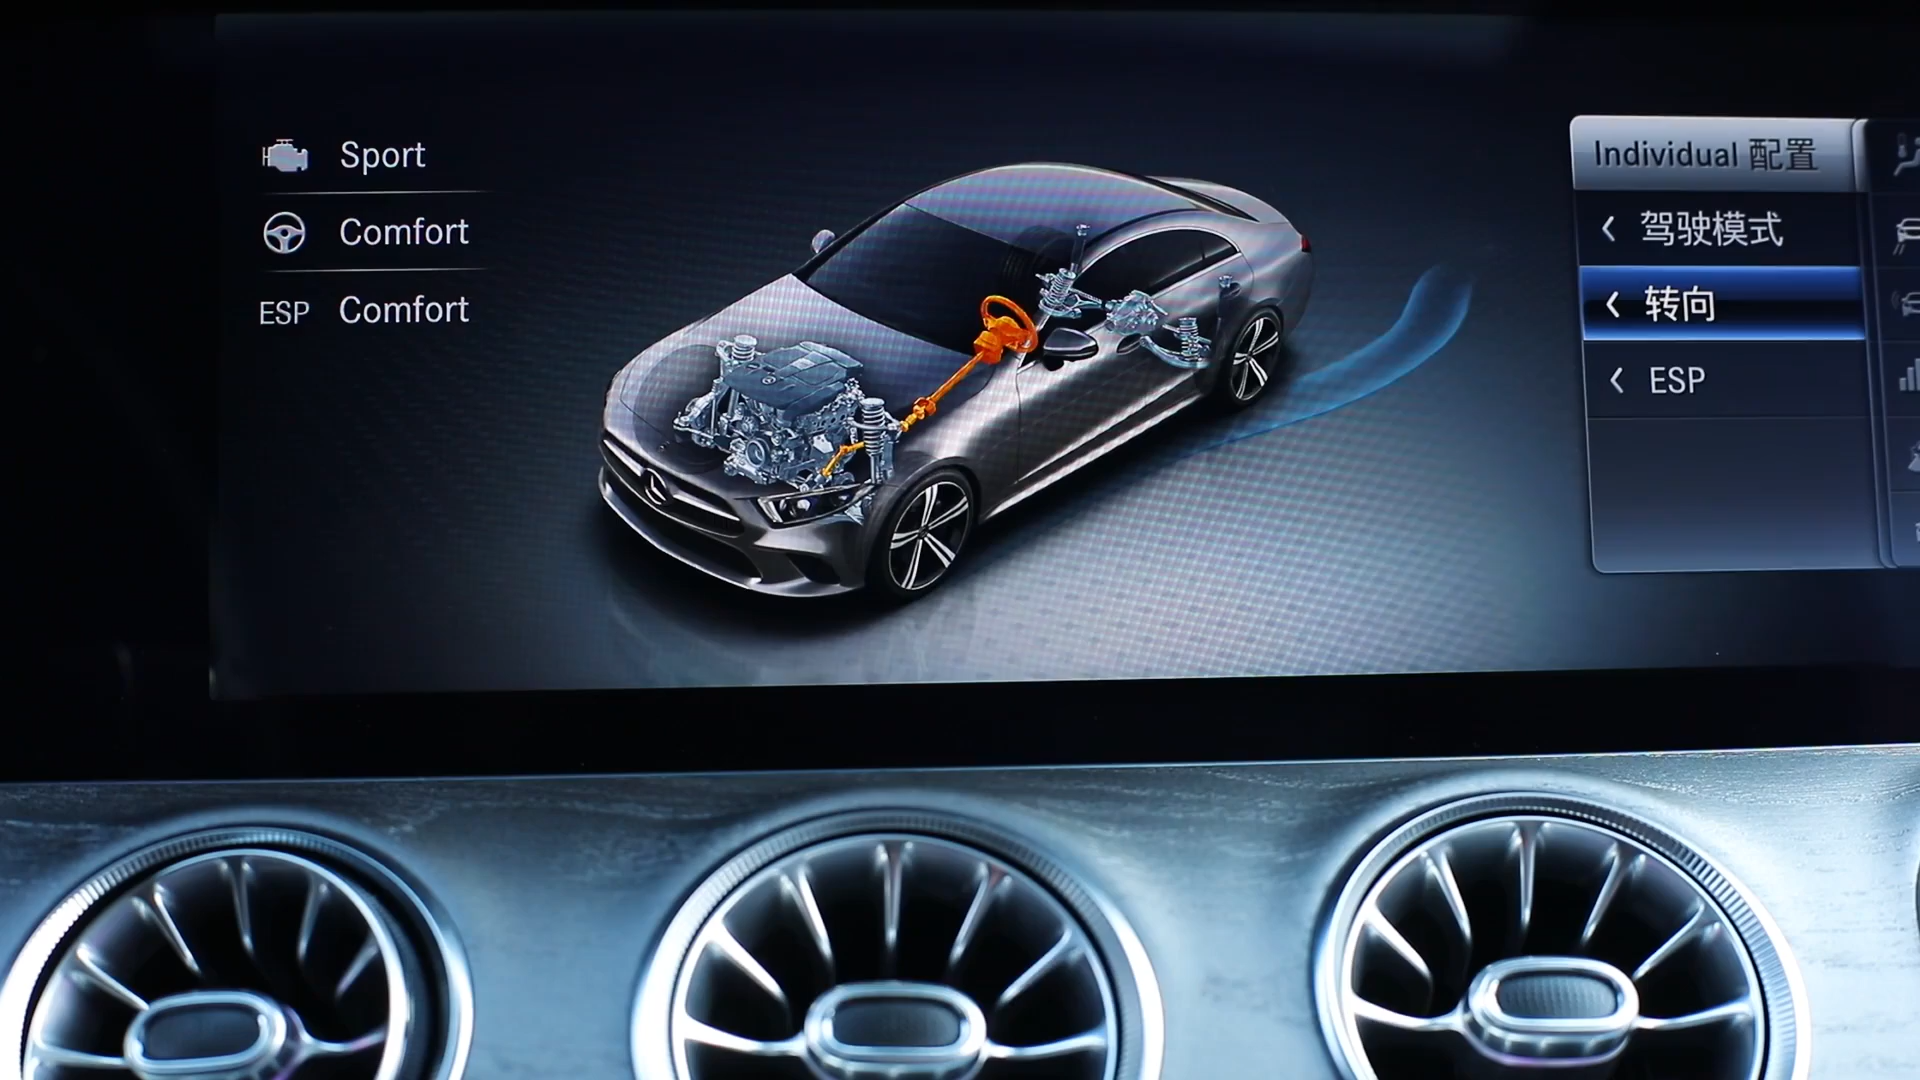 Sport
Comfort
ESP Comfort
Individual 配置
驾驶模式
转向
ESP